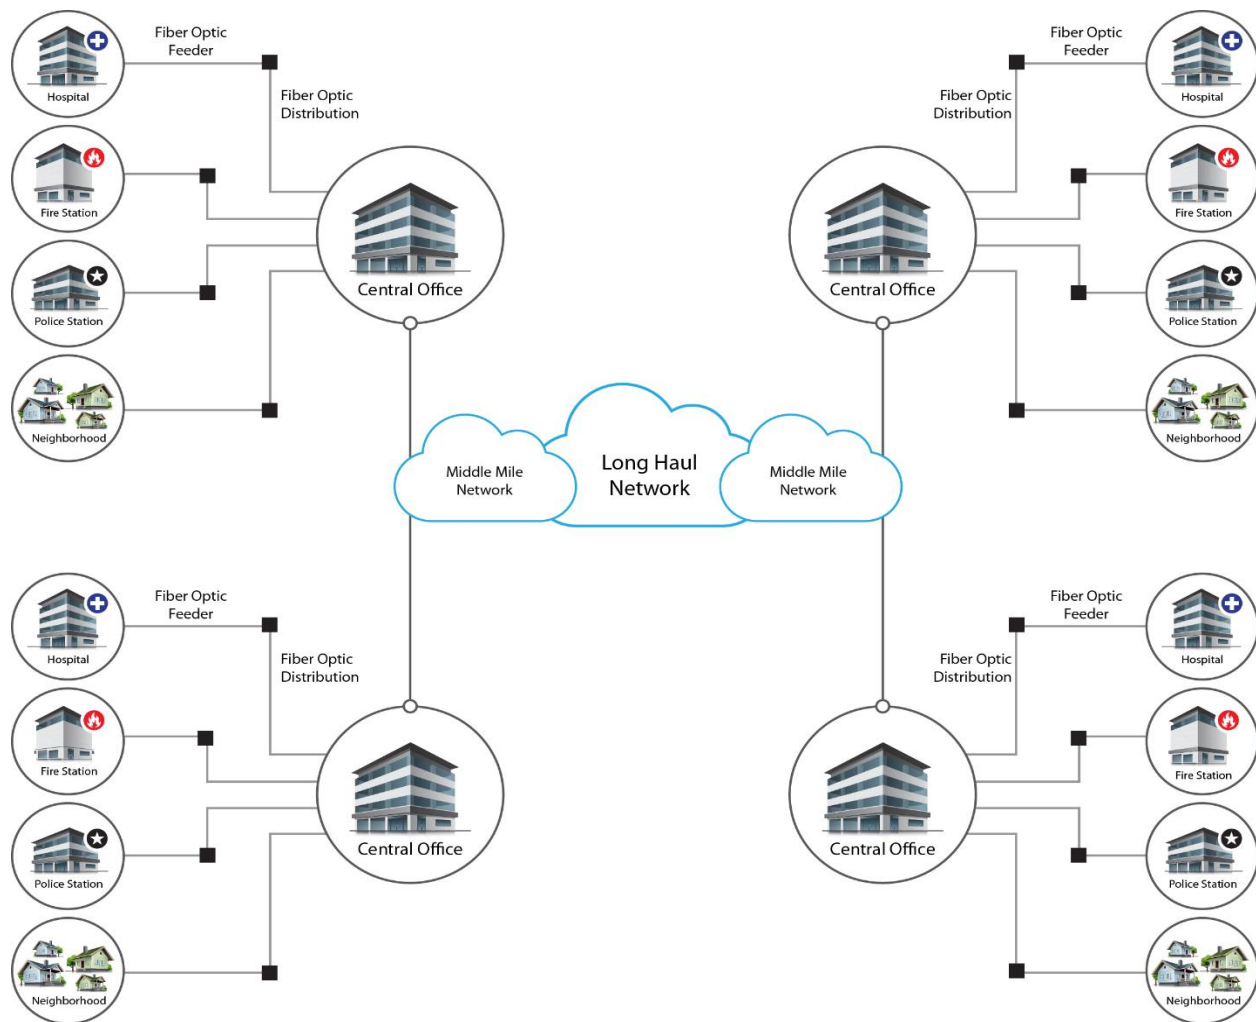 Fiber Optic
Feeder
Hospital
Fiber Optic
Distribution
Fire Station
Police Station
Neighborhood
Central Office
Fiber Optic
Feeder
Hospital
Fiber Optic
Distribution
Fire Station
Police Station
Neighborhood
Central Office
Middle Mile
Network
Long Haul
Network
Middle Mile
Network
Fiber Optic
Feeder
Hospital
Fiber Optic
Distribution
Fire Station
Police Station
Neighborhood
Central Office
Fiber Optic
Feeder
Hospital
Fiber Optic
Distribution
Fire Station
Police Station
Neighborhood
Central Office